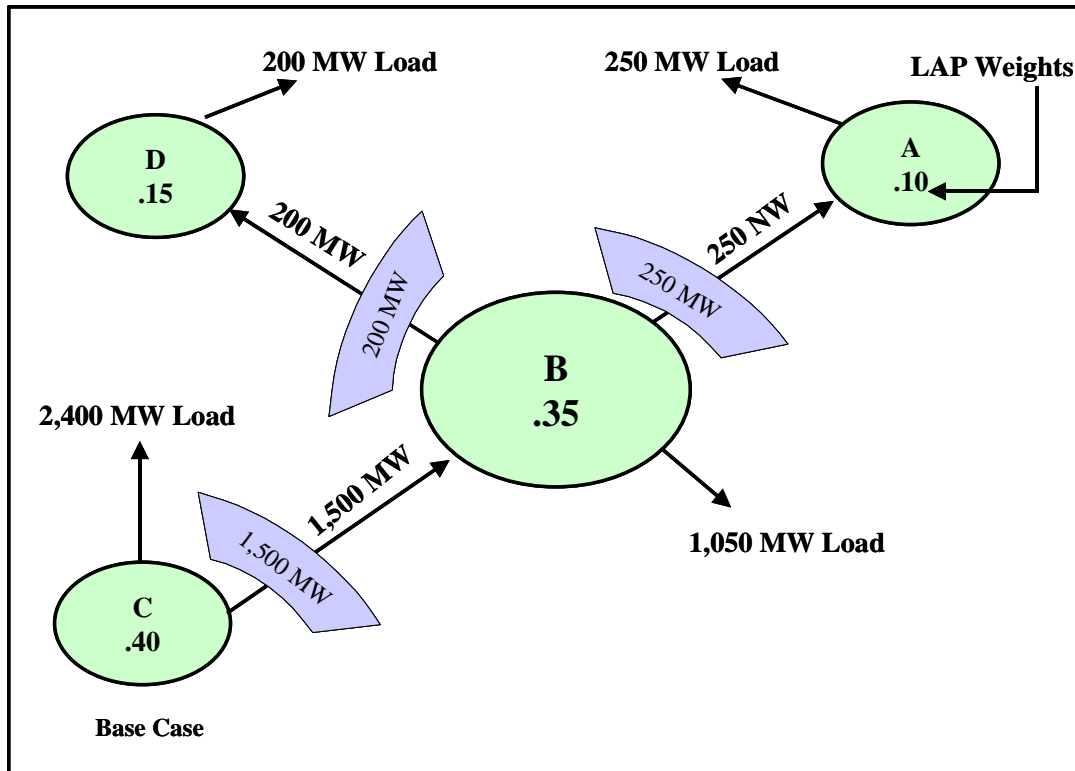 200 MW Load
250 MW Load
LAP Weights
D
.15
A
.10
200 MW
200 MW
250 NW
250 MW
B
.35
2,400 MW Load
1,500 MW
1,500 MW
1,050 MW Load
C
.40
Base Case